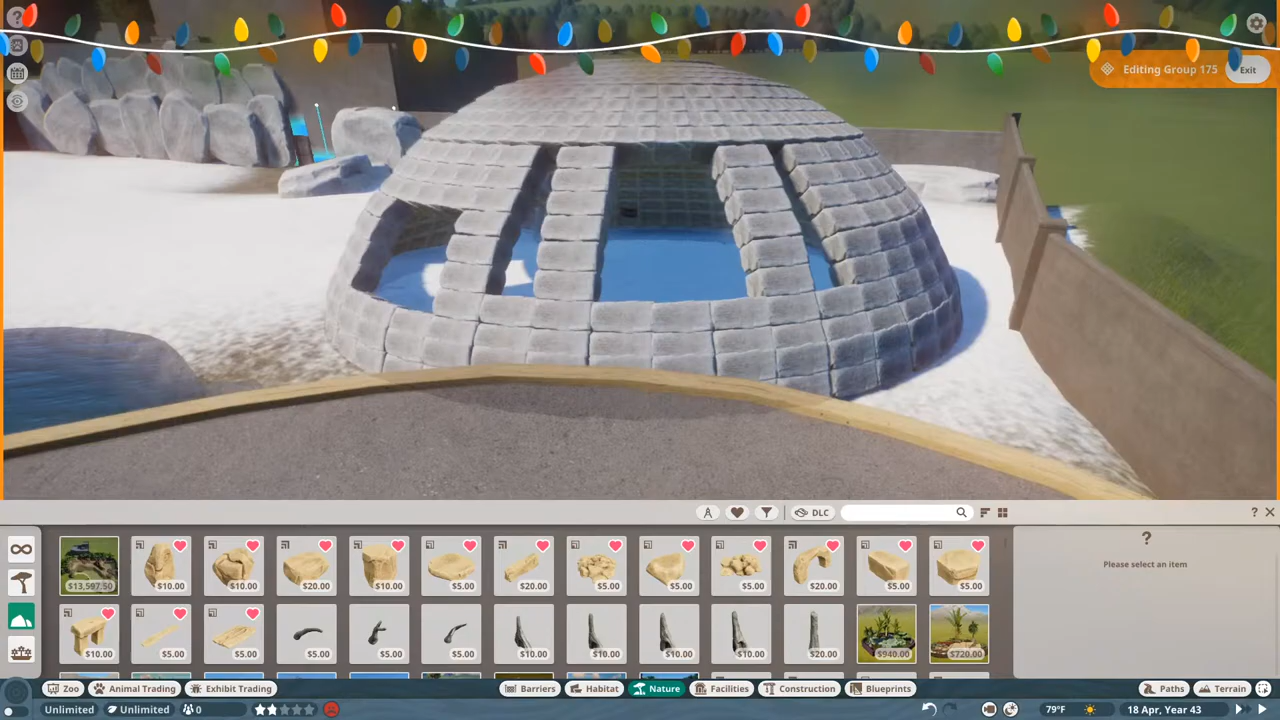 Editing Group 175
Exit
DLC
?
$13,597.50 $10.00 $10.00 $20.00 $10.00 $5.00 $20.00 $5.00 $5.00 $5.00 $20.00 $5.00 $5.00
?
Please select an item
$10.00 $5.00 $5.00 $5.00 $5.00 $5.00 $10.00 $10.00 $10.00 $10.00 $20.00 $940.00 $720.00
Zoo Animal Trading Exhibit Trading Barriers Habitat Nature Facilities Construction Blueprints Paths Terrain
Unlimited Unlimited 0 79°F 18 Apr, Year 43